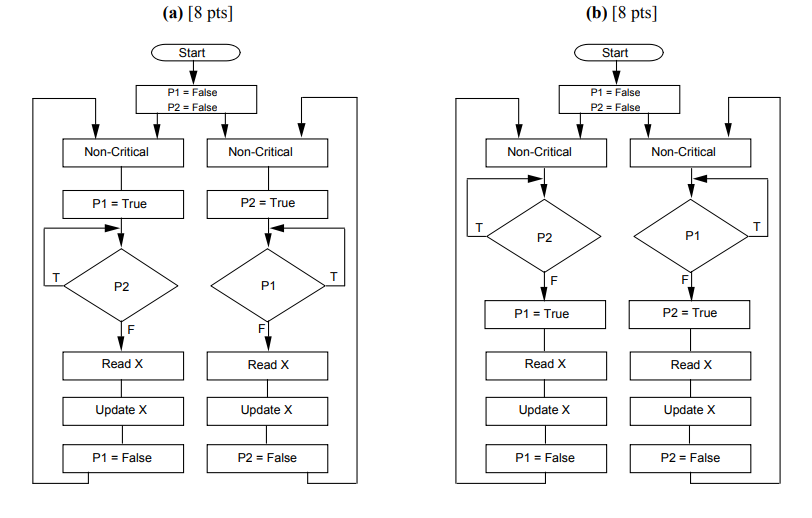 (a) [8 pts]
Start
P1 = False
P2 = False
Non-Critical
Non-Critical
P1 = True
P2 = True
T
P2
F
P1
T
F
Read X
Read X
Update X
Update X
P1 = False
P2 = False
(b) [8 pts]
Start
P1 = False
P2 = False
Non-Critical
Non-Critical
T
P2
F
P1
T
F
P1 = True
P2 = True
Read X
Read X
Update X
Update X
P1 = False
P2 = False